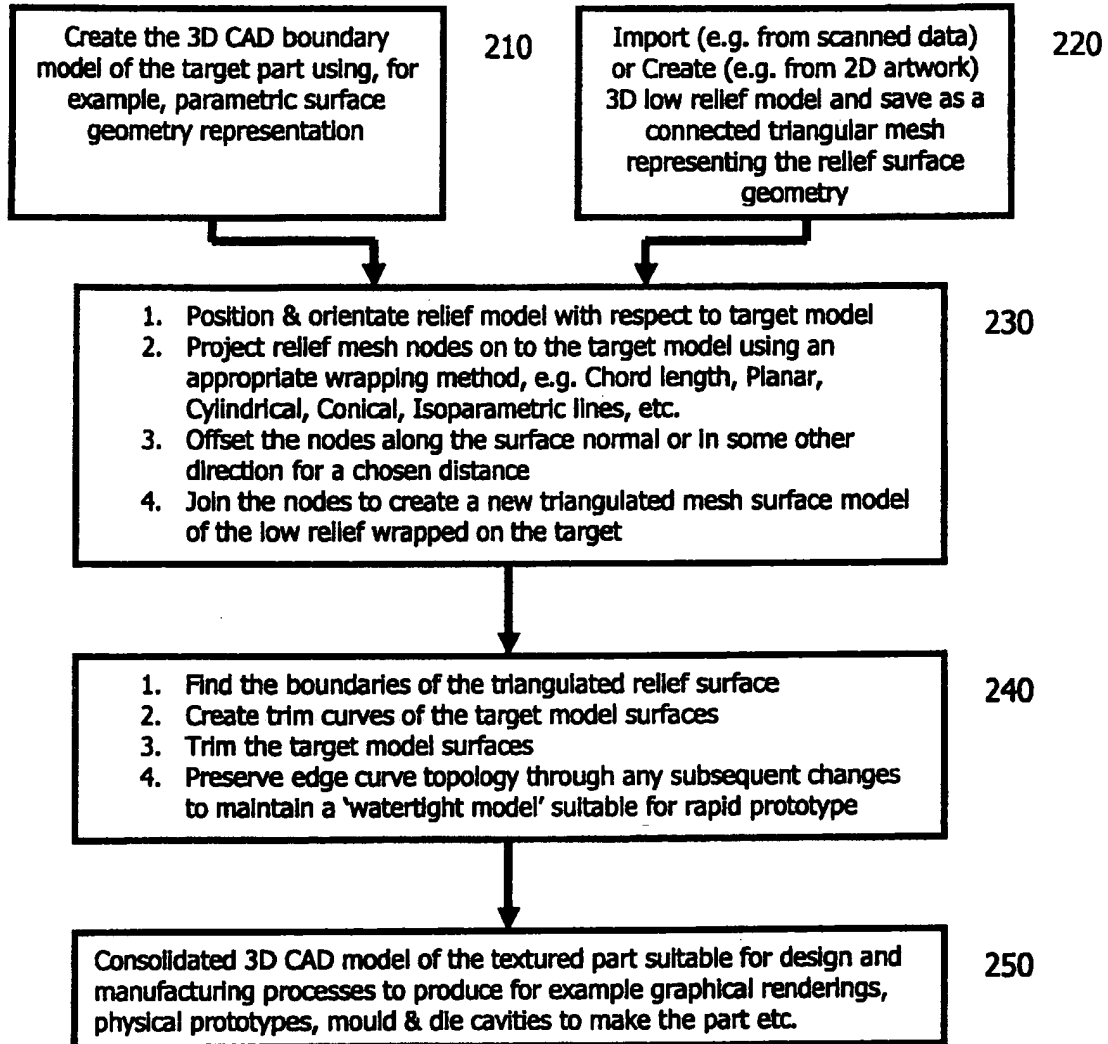 Create the 3D CAD boundary
model of the target part using, for
example, parametric surface
geometry representation
210
Import (e.g. from scanned data)
or Create (e.g. from 2D artwork)
3D low relief model and save as a
connected triangular mesh
representing the relief surface
geometry
220
1. Position & orientate relief model with respect to target model
2. Project relief mesh nodes on to the target model using an
appropriate wrapping method, e.g. Chord length, Planar,
Cylindrical, Conical, Isoparametric lines, etc.
3. Offset the nodes along the surface normal or in some other
direction for a chosen distance
4. Join the nodes to create a new triangulated mesh surface model
of the low relief wrapped on the target
230
1. Find the boundaries of the triangulated relief surface
2. Create trim curves of the target model surfaces
3. Trim the target model surfaces
4. Preserve edge curve topology through any subsequent changes
to maintain a 'watertight model' suitable for rapid prototype
240
Consolidated 3D CAD model of the textured part suitable for design and
manufacturing processes to produce for example graphical renderings,
physical prototypes, mould & die cavities to make the part etc.
250